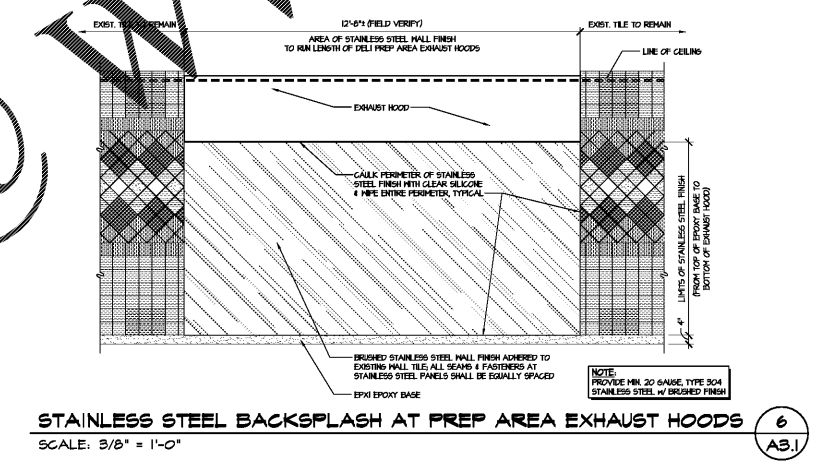 EXIST. TILE TO REMAIN
12'-8"± (FIELD VERIFY)
EXIST. TILE TO REMAIN
AREA OF STAINLESS STEEL WALL FINISH
TO RUN LENGTH OF DELI PREP AREA EXHAUST HOODS
LINE OF CEILING
EXHAUST HOOD
CAULK PERIMETER OF STAINLESS
STEEL FINISH WITH CLEAR SILICONE
& WIPE ENTIRE PERIMETER, TYPICAL
LIMITS OF STAINLESS STEEL FINISH
(FROM TOP OF EPOXY BASE TO
BOTTOM OF EXHAUST HOOD)
4"
BRUSHED STAINLESS STEEL WALL FINISH ADHERED TO
EXISTING WALL TILE; ALL SEAMS & FASTENERS AT
STAINLESS STEEL PANELS SHALL BE EQUALLY SPACED
EPX1 EPOXY BASE
NOTE:
PROVIDE MIN. 20 GAUGE, TYPE 304
STAINLESS STEEL W/ BRUSHED FINISH
STAINLESS STEEL BACKSPLASH AT PREP AREA EXHAUST HOODS
6
SCALE: 3/8" = 1'-0"
A3.1